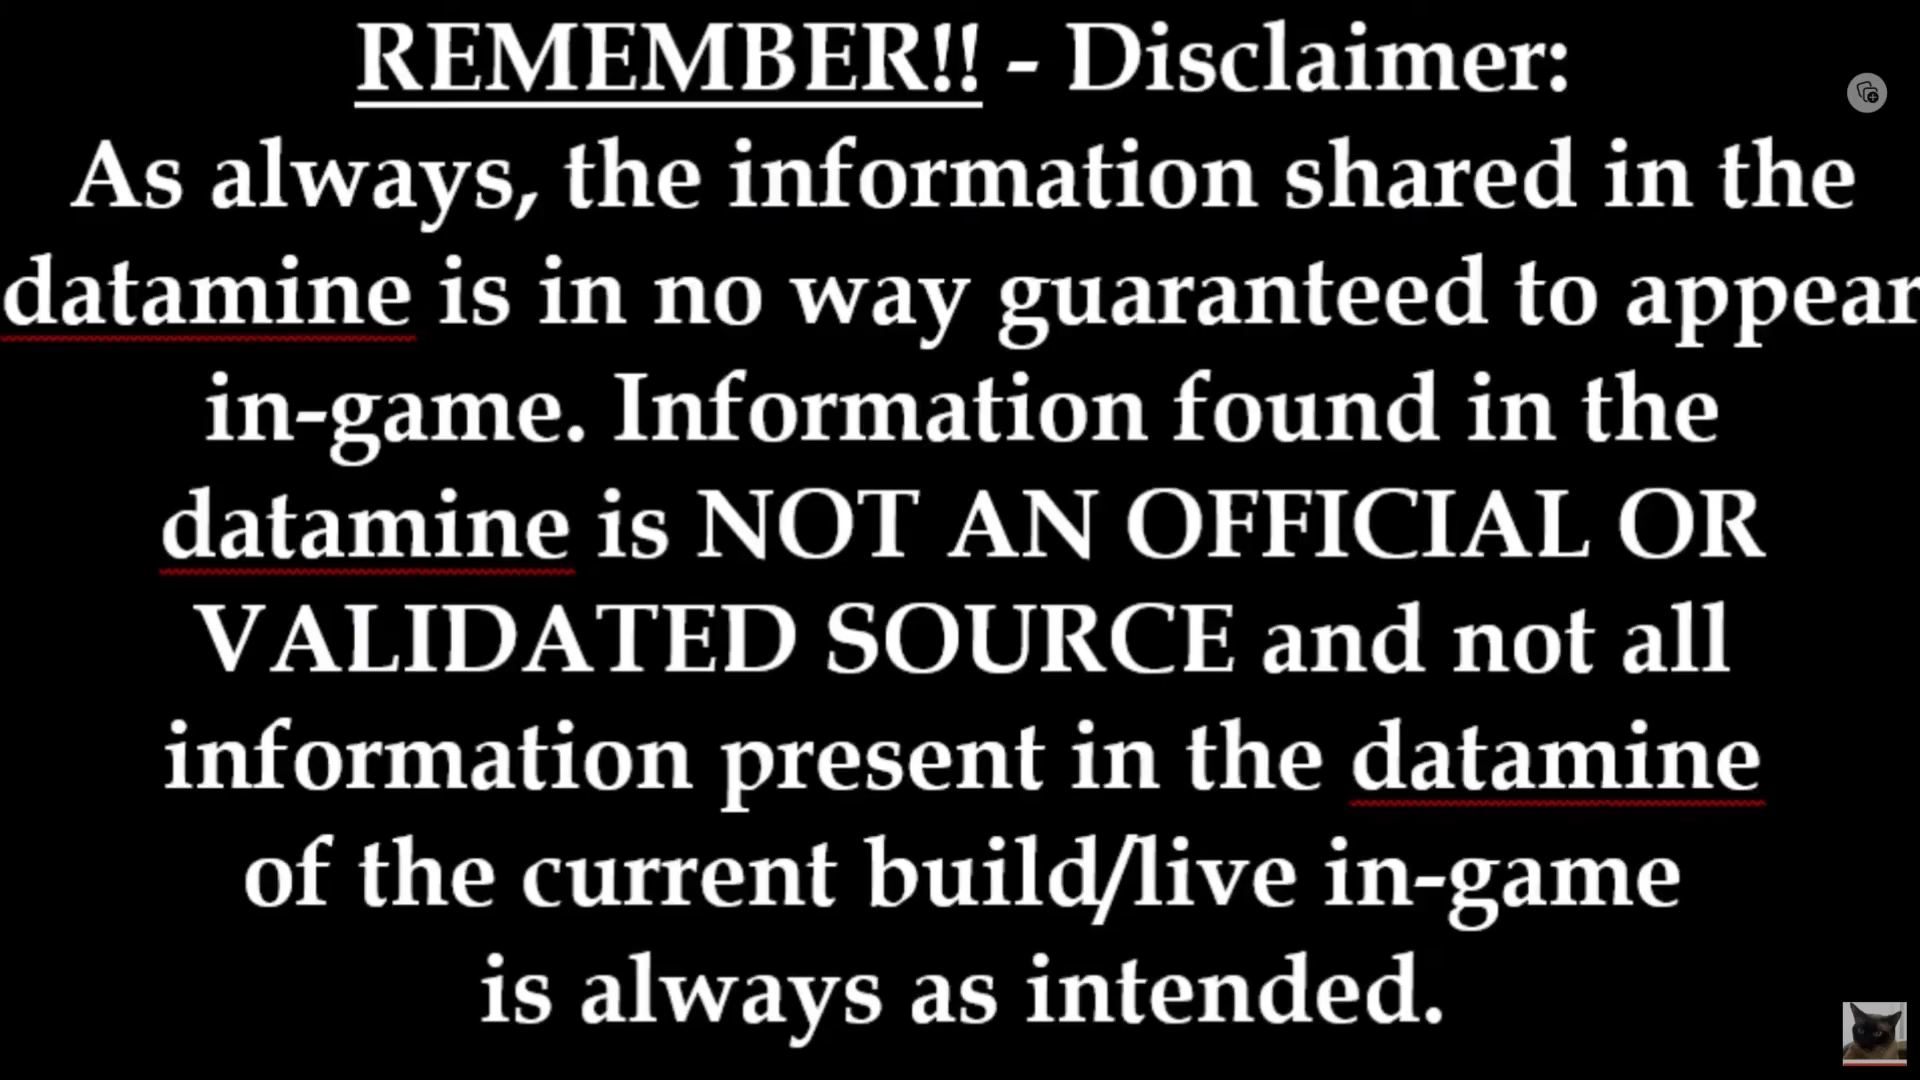 REMEMBER!! - Disclaimer:
As always, the information shared in the
datamine is in no way guaranteed to appear
in-game. Information found in the
datamine is NOT AN OFFICIAL OR
VALIDATED SOURCE and not all
information present in the datamine
of the current build/live in-game
is always as intended.